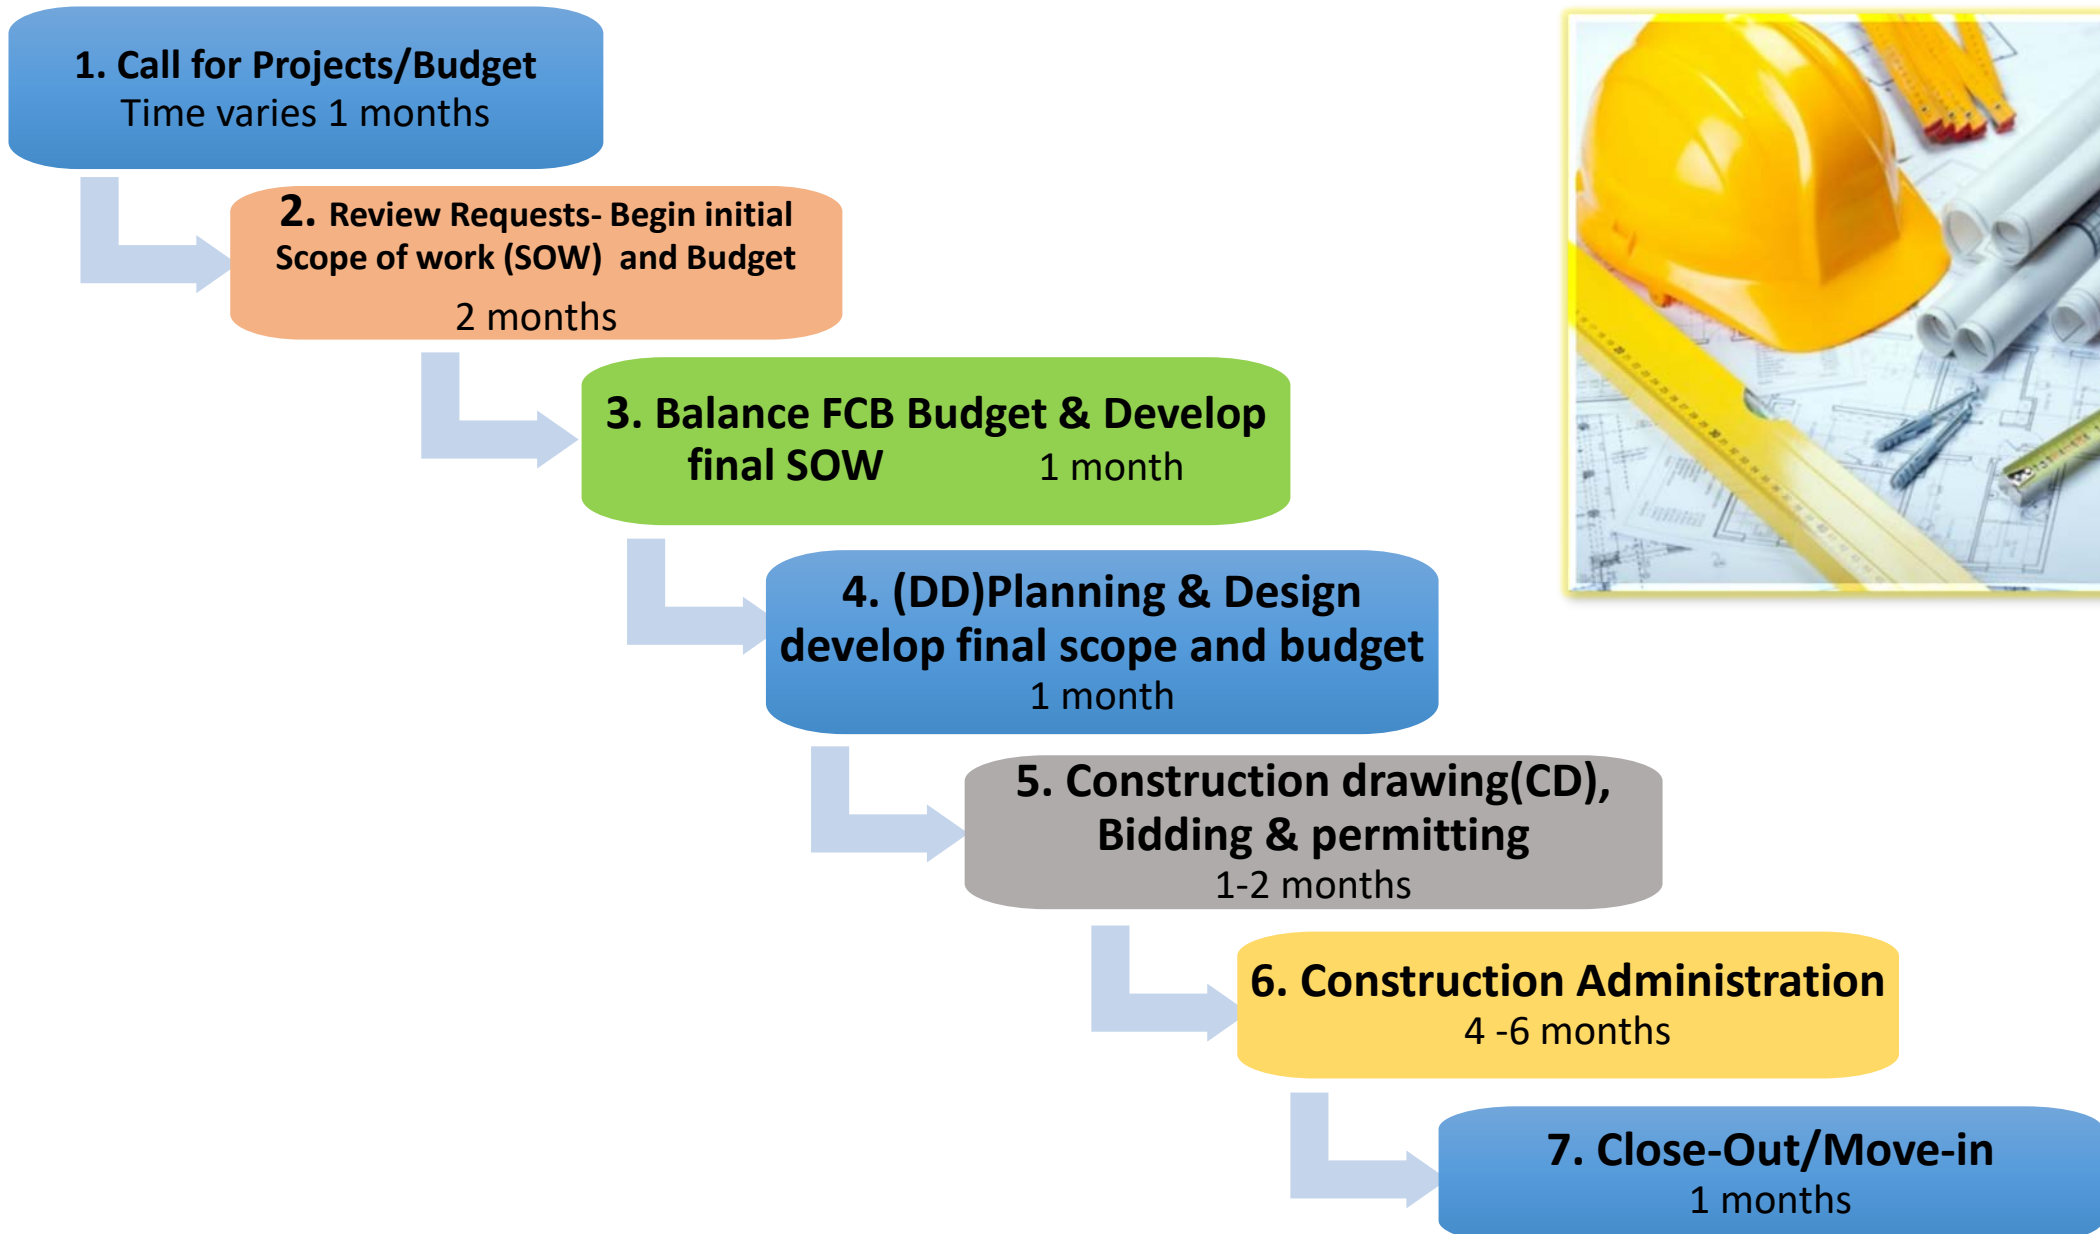 1. Call for Projects/Budget
Time varies 1 months
2. Review Requests- Begin initial
Scope of work (SOW)  and Budget
2 months
3. Balance FCB Budget & Develop
final SOW 1 month
4. (DD)Planning & Design
develop final scope and budget
1 month
5. Construction drawing(CD),
Bidding & permitting
1-2 months
6. Construction Administration
4 -6 months
7. Close-Out/Move-in
1 months